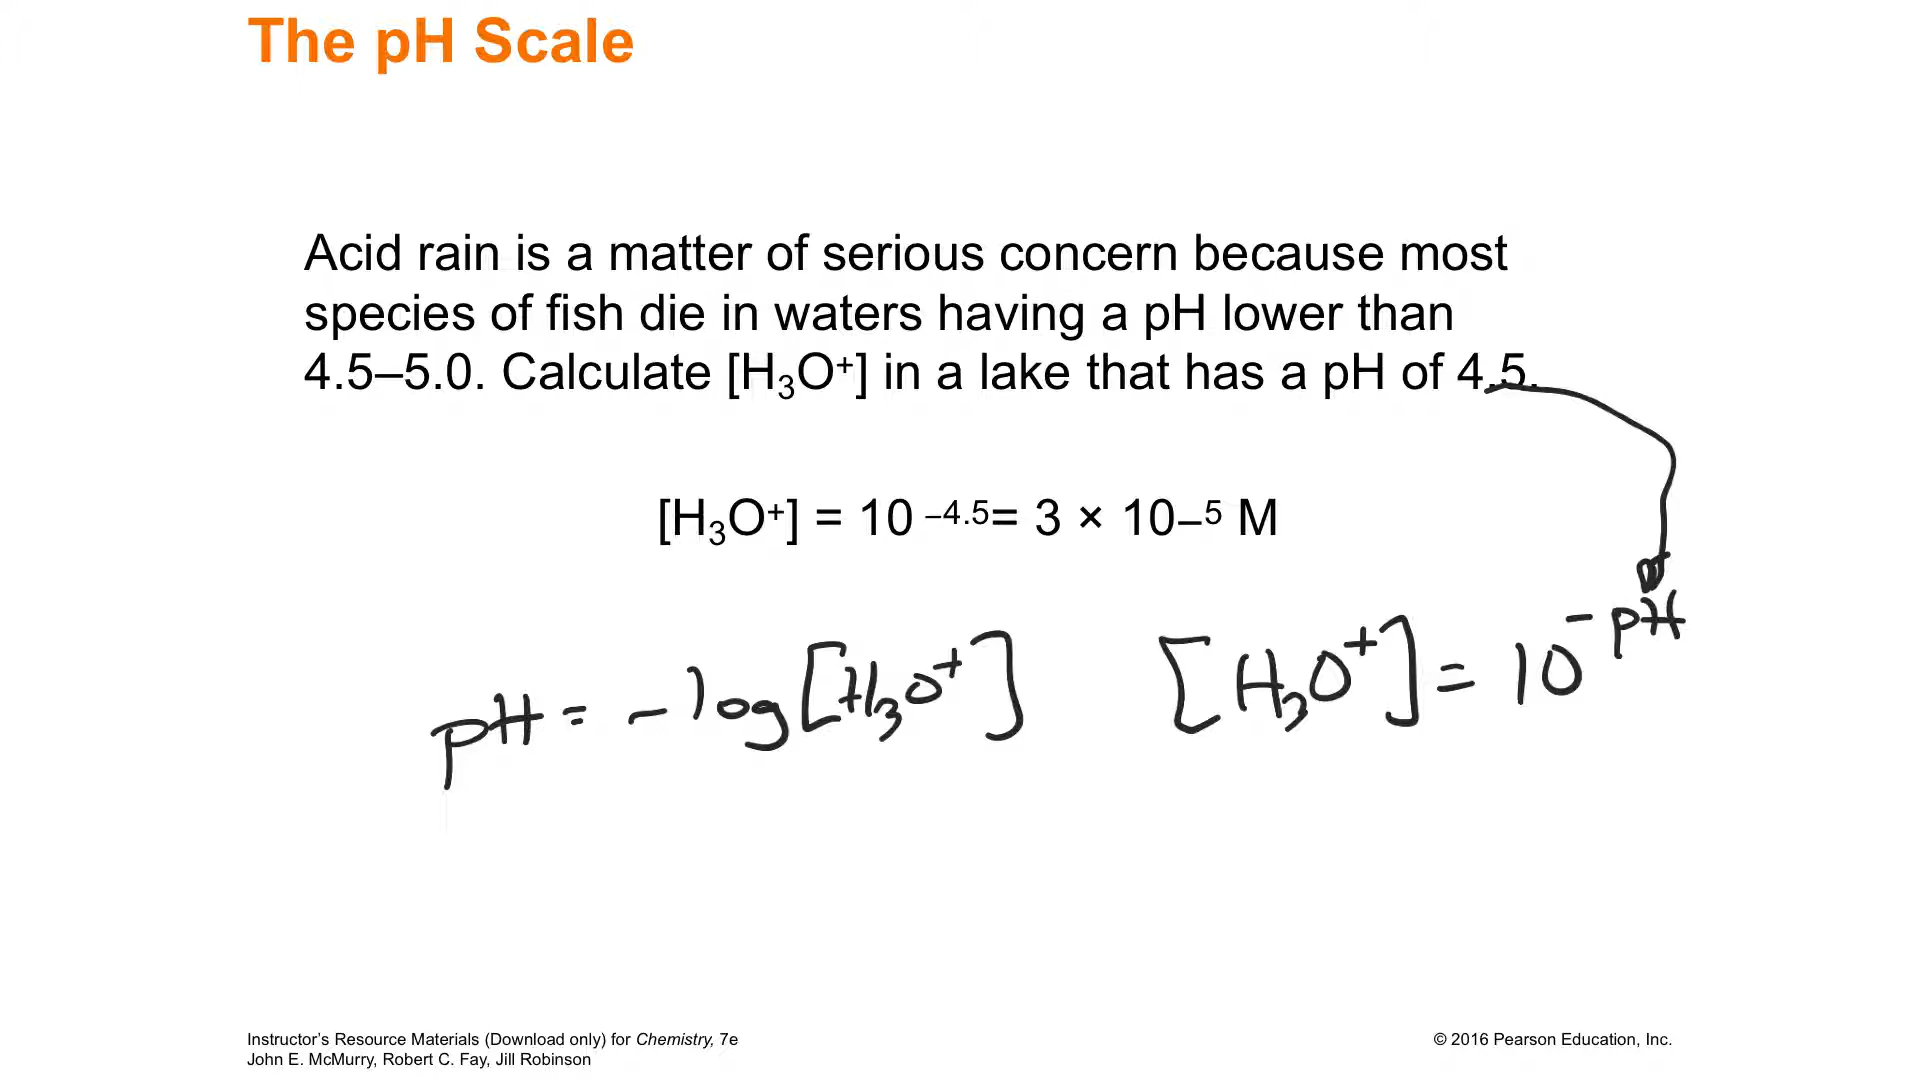 The pH Scale
Acid rain is a matter of serious concern because most
species of fish die in waters having a pH lower than
4.5–5.0. Calculate [H₃O⁺] in a lake that has a pH of 4.5.
[H₃O⁺] = 10 ⁻⁴·⁵= 3 × 10–⁵ M
pH = - log [H₃O⁺]
[H₃O⁺] = 10^- pH
Instructor’s Resource Materials (Download only) for Chemistry, 7e
John E. McMurry, Robert C. Fay, Jill Robinson
© 2016 Pearson Education, Inc.